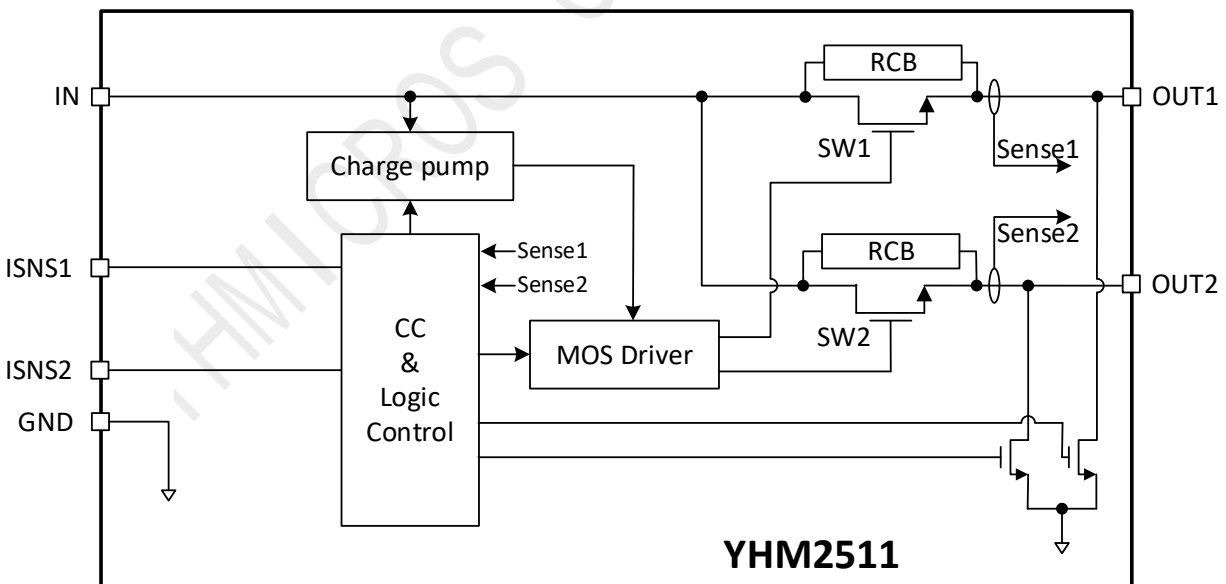 RCB
IN
OUT1
SW1
Sense1
Charge pump
Sense2
ISNS1
Sense1
RCB
Sense2
OUT2
CC
&
Logic
Control
MOS Driver
SW2
ISNS2
GND
YHM2511